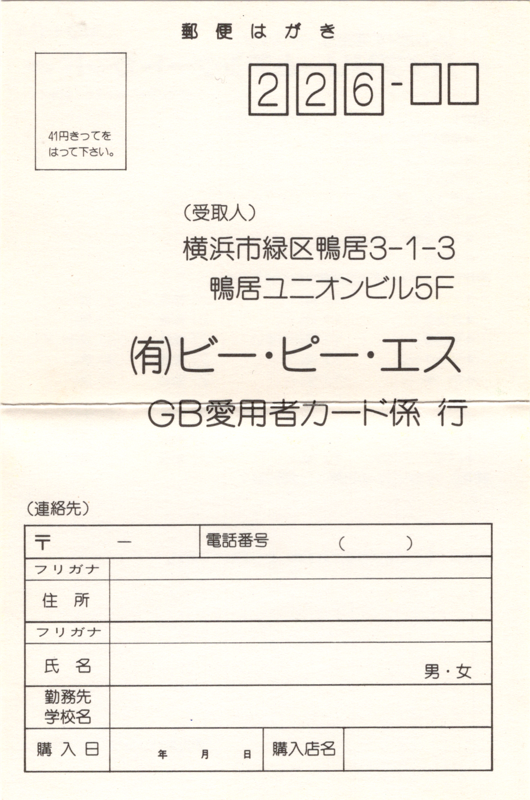 郵便はがき
226-
41円きってを
はって下さい。
（受取人）
横浜市緑区鴨居3-1-3
鴨居ユニオンビル5F
㈲ビー・ピー・エス
GB愛用者カード係 行
（連絡先）
〒 － 電話番号 （ ）
フリガナ
住 所
フリガナ
氏 名 男・女
勤務先
学校名
購 入 日 年 月 日 購入店名